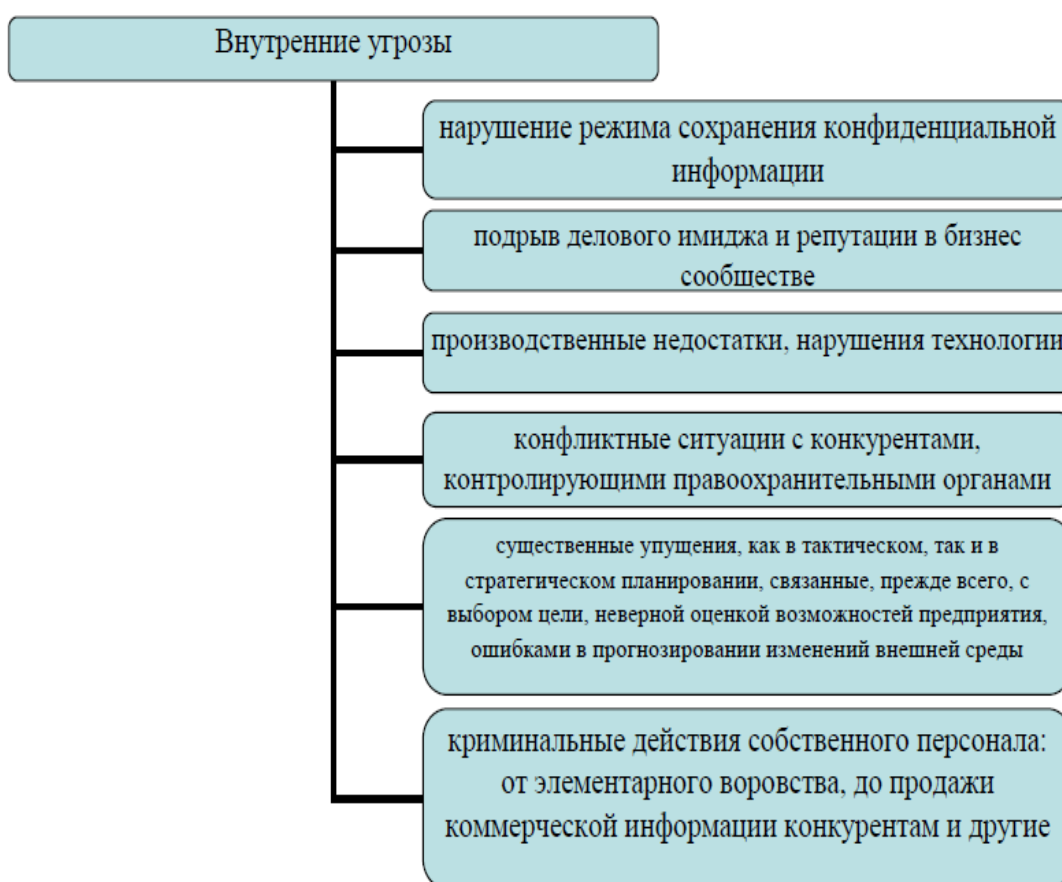 Внутренние угрозы
нарушение режима сохранения конфиденциальной
информации
подрыв делового имиджа и репутации в бизнес
сообществе
производственные недостатки, нарушения технологии
конфликтные ситуации с конкурентами,
контролирующими правоохранительными органами
существенные упущения, как в тактическом, так и в
стратегическом планировании, связанные, прежде всего, с
выбором цели, неверной оценкой возможностей предприятия,
ошибками в прогнозировании изменений внешней среды
криминальные действия собственного персонала:
от элементарного воровства, до продажи
коммерческой информации конкурентам и другие